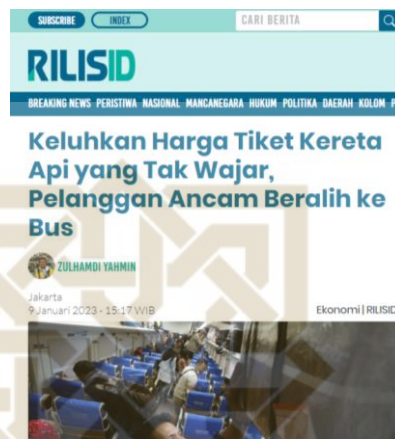 SUBSCRIBE INDEX CARI BERITA
RILISID
BREAKING NEWS PERISTIWA NASIONAL MANCANEGARA HUKUM POLITIKA DAERAH KOLOM P
Keluhkan Harga Tiket Kereta
Api yang Tak Wajar,
Pelanggan Ancam Beralih ke
Bus
ZULHAMDI YAHMIN
Jakarta
9 Januari 2023 - 15:17 WIB Ekonomi | RILISID